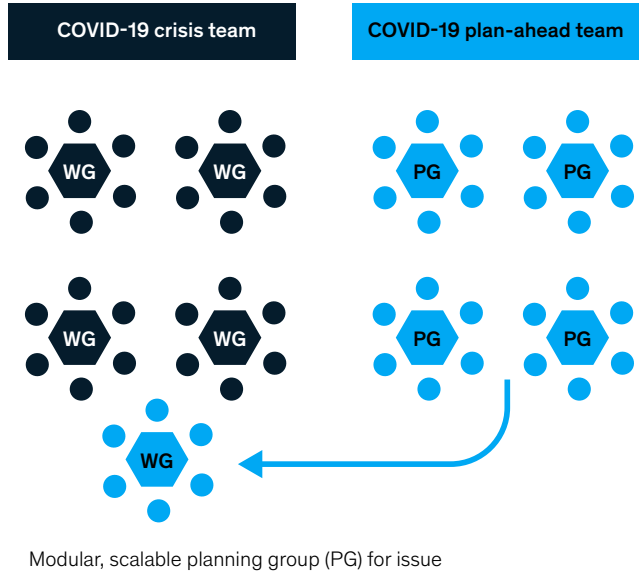 COVID-19 crisis team
COVID-19 plan-ahead team
WG
WG
PG
PG
WG
WG
PG
PG
WG
Modular, scalable planning group (PG) for issue